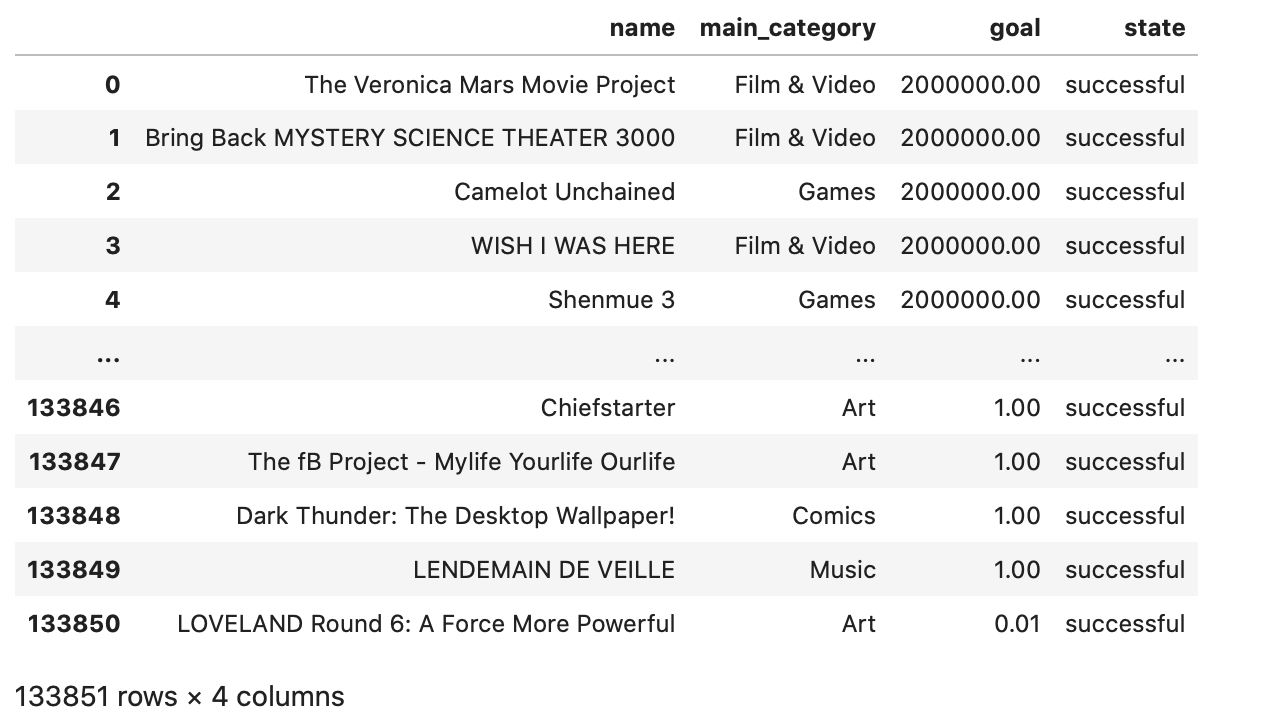 name main_category goal state
0 The Veronica Mars Movie Project Film & Video 2000000.00 successful
1 Bring Back MYSTERY SCIENCE THEATER 3000 Film & Video 2000000.00 successful
2 Camelot Unchained Games 2000000.00 successful
3 WISH I WAS HERE Film & Video 2000000.00 successful
4 Shenmue 3 Games 2000000.00 successful
... ... ... ... ...
133846 Chiefstarter Art 1.00 successful
133847 The fB Project - Mylife Yourlife Ourlife Art 1.00 successful
133848 Dark Thunder: The Desktop Wallpaper! Comics 1.00 successful
133849 LENDEMAIN DE VEILLE Music 1.00 successful
133850 LOVELAND Round 6: A Force More Powerful Art 0.01 successful
133851 rows × 4 columns